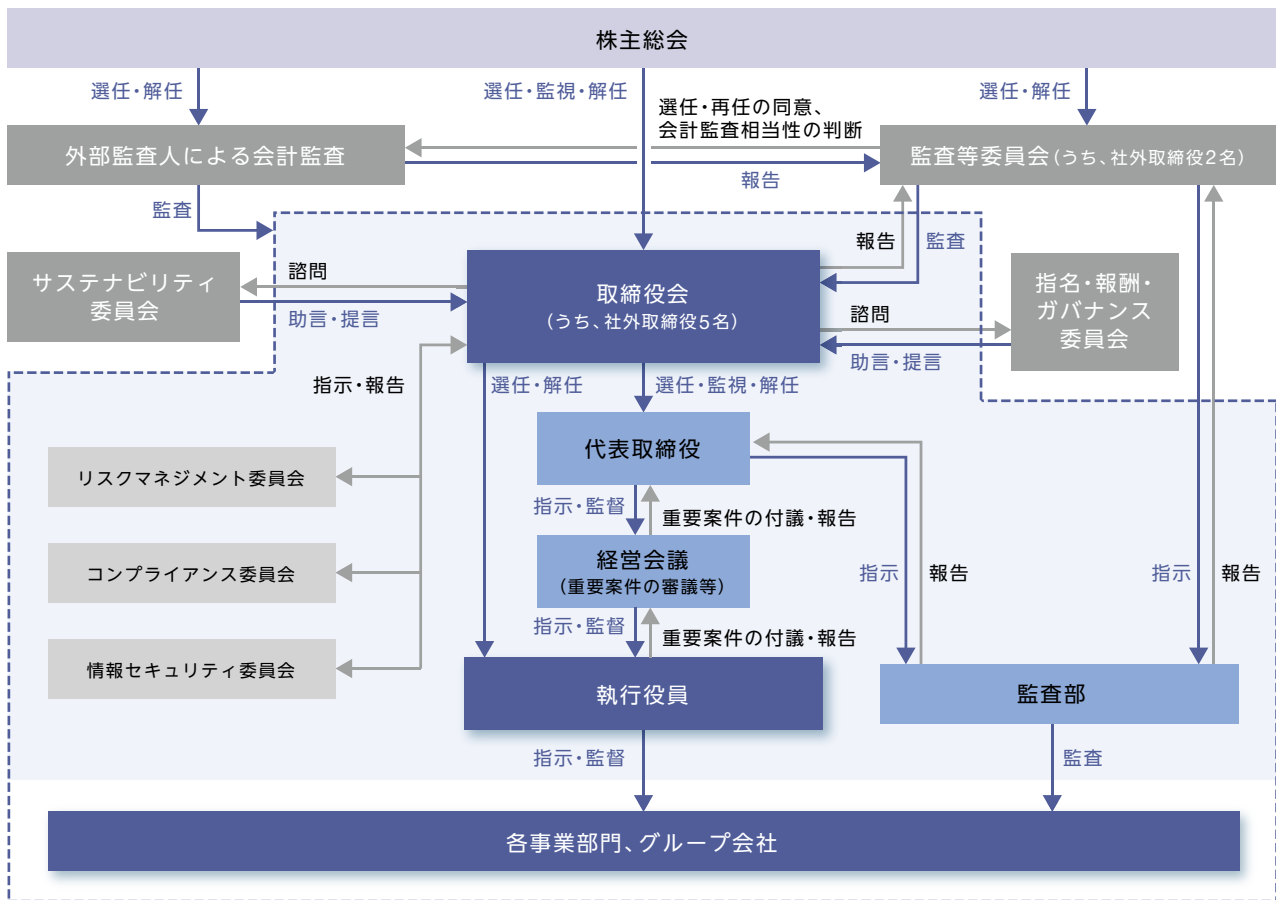 株主総会
選任・解任
選任・監視・解任
選任・解任
選任・再任の同意、
会計監査相当性の判断
外部監査人による会計監査
監査等委員会(うち、社外取締役2名)
報告
監査
報告
監査
サステナビリティ
委員会
諮問
助言・提言
取締役会
(うち、社外取締役5名)
諮問
助言・提言
指名・報酬・
ガバナンス
委員会
指示・報告
選任・解任
選任・監視・解任
代表取締役
リスクマネジメント委員会
指示・監督
重要案件の付議・報告
経営会議
(重要案件の審議等)
コンプライアンス委員会
指示
報告
指示
報告
指示・監督
重要案件の付議・報告
情報セキュリティ委員会
執行役員
監査部
指示・監督
監査
各事業部門、グループ会社